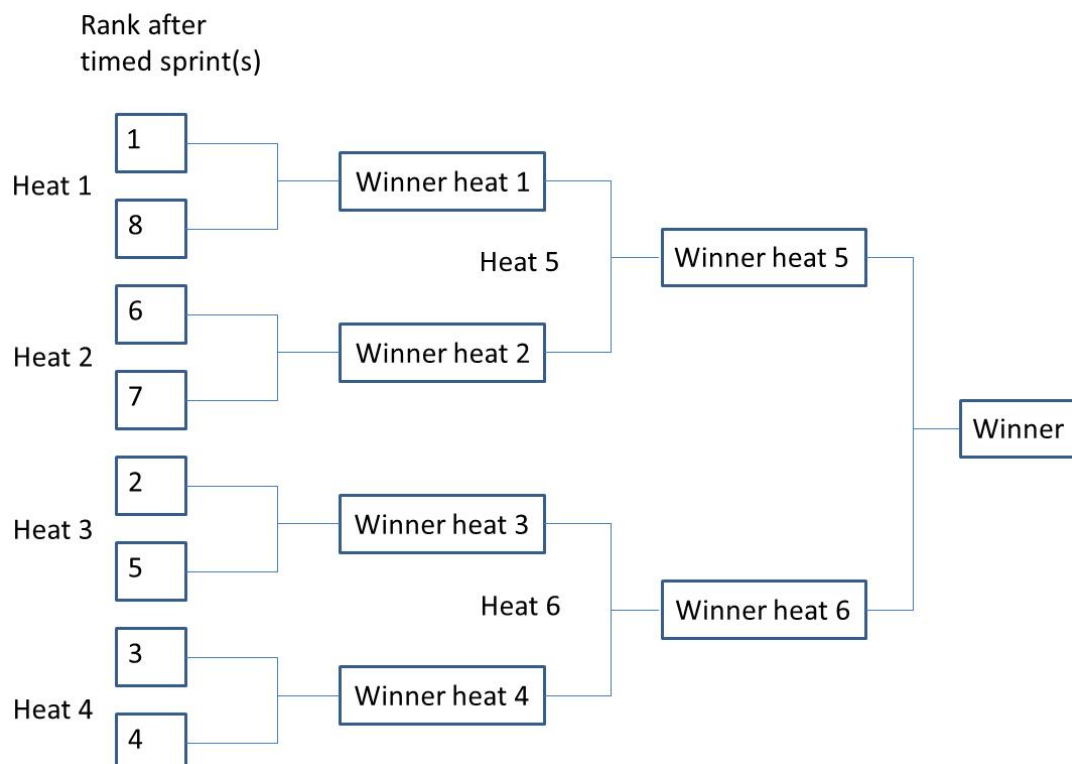 Rank after
timed sprint(s)
1
Heat 1
8
Winner heat 1
6
Heat 2
7
Winner heat 2
Heat 5
Winner heat 5
2
Heat 3
5
Winner heat 3
3
Heat 4
4
Winner heat 4
Heat 6
Winner heat 6
Winner